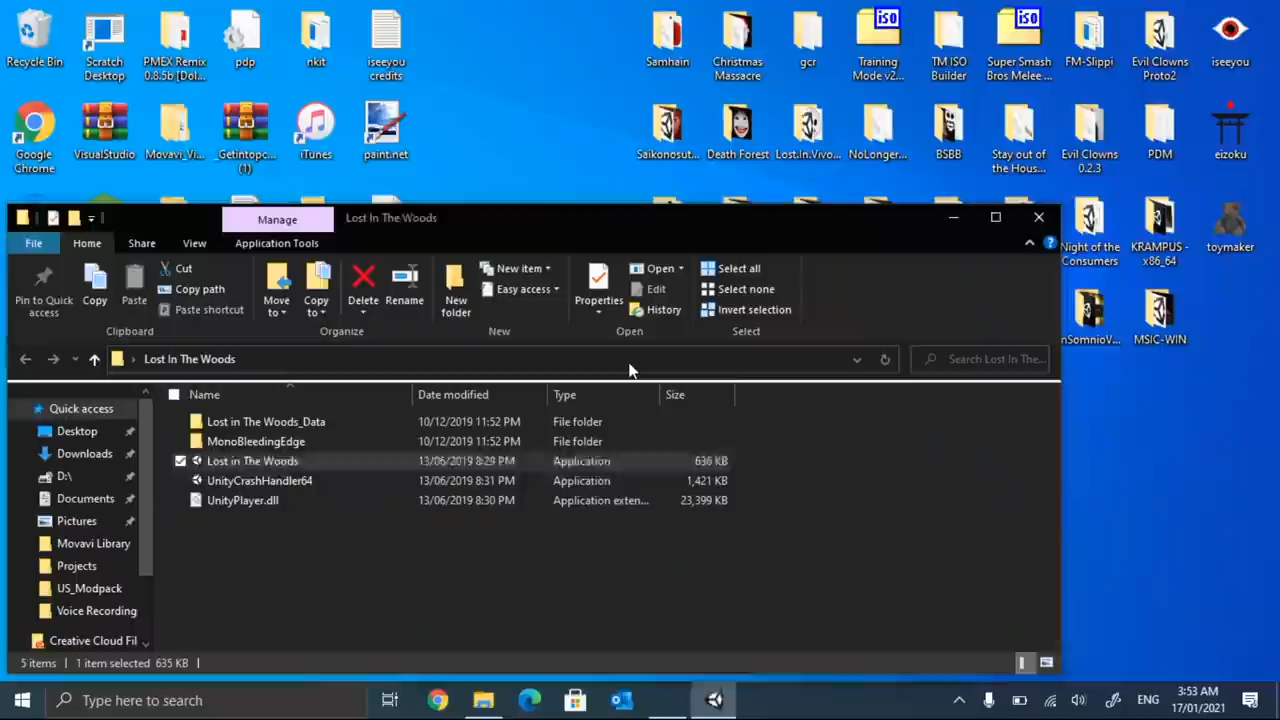 Recycle Bin
Scratch Desktop
PMEX Remix 0.8.5b [Dol...
pdp
nkit
iseeyou credits
Samhain
Christmas Massacre
gcr
Training Mode v2...
TM ISO Builder
Super Smash Bros Melee ...
FM-Slippi
Evil Clowns Proto2
iseeyou
iso
iso
Google Chrome
VisualStudio
Movavi_Vi...
_Getintopc... (1)
iTunes
paint.net
Saikonosut...
Death Forest
Lost.In.Vivo...
NoLonger...
BSBB
Stay out of the Hous...
Evil Clowns 0.2.3
PDM
eizoku
Night of the Consumers
KRAMPUS - x86_64
toymaker
nSomnioV...
MSIC-WIN
Manage
Lost In The Woods
File
Home
Share
View
Application Tools
Pin to Quick access
Copy
Paste
Cut
Copy path
Paste shortcut
Clipboard
Move to
Copy to
Delete
Rename
Organize
New folder
New item
Easy access
New
Properties
Open
Edit
History
Open
Select all
Select none
Invert selection
Select
Lost In The Woods
Search Lost In The...
Name
Date modified
Type
Size
Lost in The Woods_Data 10/12/2019 11:52 PM File folder
MonoBleedingEdge 10/12/2019 11:52 PM File folder
Lost in The Woods 13/06/2019 8:29 PM Application 636 KB
UnityCrashHandler64 13/06/2019 8:31 PM Application 1,421 KB
UnityPlayer.dll 13/06/2019 8:30 PM Application exten... 23,399 KB
Quick access
Desktop
Downloads
D:\
Documents
Pictures
Movavi Library
Projects
US_Modpack
Voice Recording
Creative Cloud Fil
5 items
1 item selected 635 KB
Type here to search
ENG
3:53 AM
17/01/2021